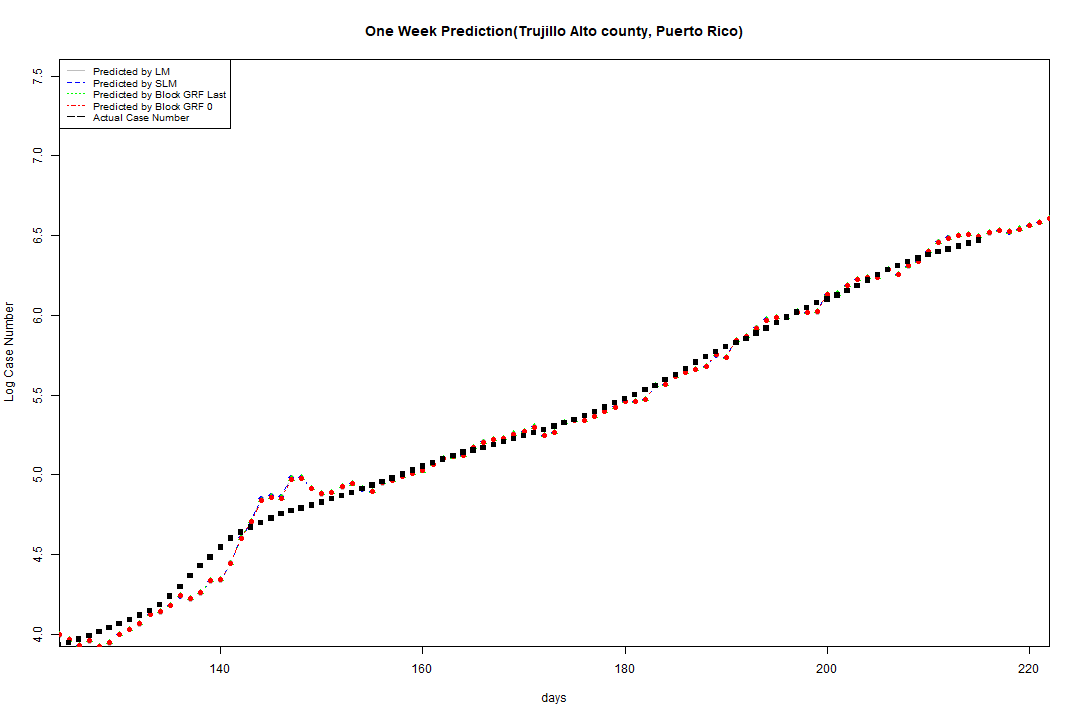 One Week Prediction(Trujillo Alto county, Puerto Rico)
Predicted by LM
Predicted by SLM
Predicted by Block GRF Last
Predicted by Block GRF 0
Actual Case Number
7.5
7.0
6.5
6.0
5.5
5.0
4.5
4.0
Log Case Number
140 160 180 200 220
days